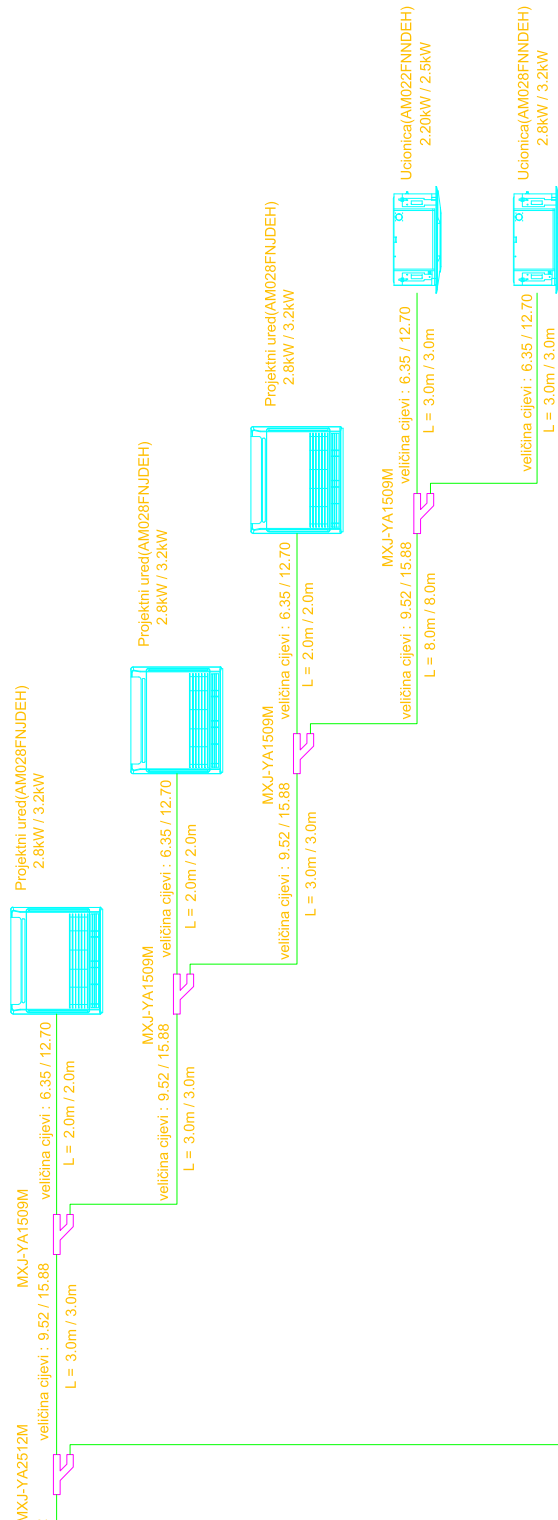 Ucionica(AM022FNNDEH)
2.20kW / 2.5kW
Ucionica(AM028FNNDEH)
2.8kW / 3.2kW
Projektni ured(AM028FNJDEH)
2.8kW / 3.2kW
veličina cijevi : 6.35 / 12.70
L = 3.0m / 3.0m
veličina cijevi : 6.35 / 12.70
L = 3.0m / 3.0m
Projektni ured(AM028FNJDEH)
2.8kW / 3.2kW
MXJ-YA1509M
veličina cijevi : 6.35 / 12.70
L = 2.0m / 2.0m
veličina cijevi : 9.52 / 15.88
L = 8.0m / 8.0m
Projektni ured(AM028FNJDEH)
2.8kW / 3.2kW
MXJ-YA1509M
veličina cijevi : 6.35 / 12.70
L = 2.0m / 2.0m
veličina cijevi : 9.52 / 15.88
L = 3.0m / 3.0m
MXJ-YA1509M
veličina cijevi : 6.35 / 12.70
L = 2.0m / 2.0m
veličina cijevi : 9.52 / 15.88
L = 3.0m / 3.0m
MXJ-YA1509M
veličina cijevi : 9.52 / 15.88
L = 3.0m / 3.0m
MXJ-YA2512M